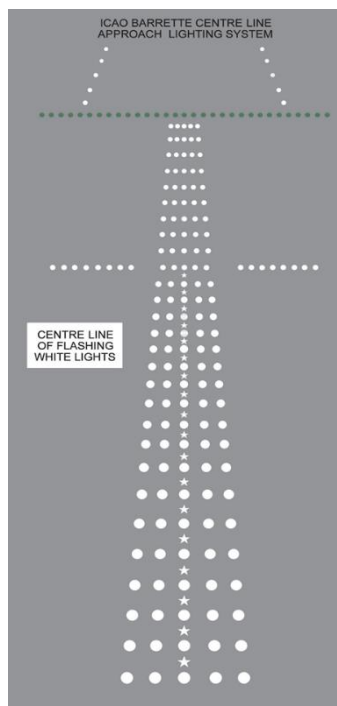 ICAO BARRETTE CENTRE LINE
APPROACH LIGHTING SYSTEM
CENTRE LINE
OF FLASHING
WHITE LIGHTS